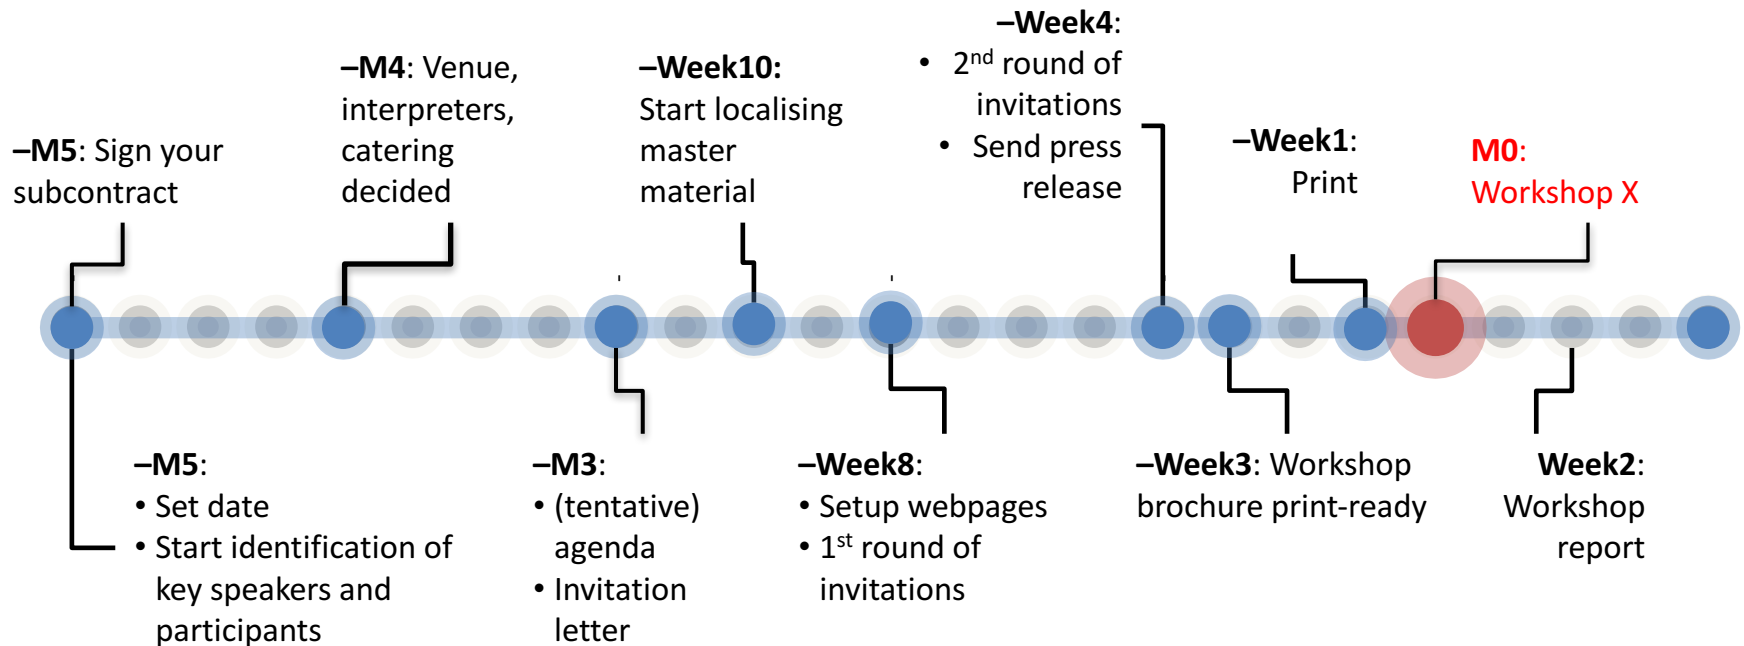 –M5: Sign your
subcontract
–M4: Venue,
interpreters,
catering
decided
–Week10:
Start localising
master
material
–Week4:
• 2nd round of
invitations
• Send press
release
–Week1:
Print
M0:
Workshop X
–M5:
• Set date
• Start identification of
key speakers and
participants
–M3:
• (tentative)
agenda
• Invitation
letter
–Week8:
• Setup webpages
• 1st round of
invitations
–Week3: Workshop
brochure print-ready
Week2:
Workshop
report